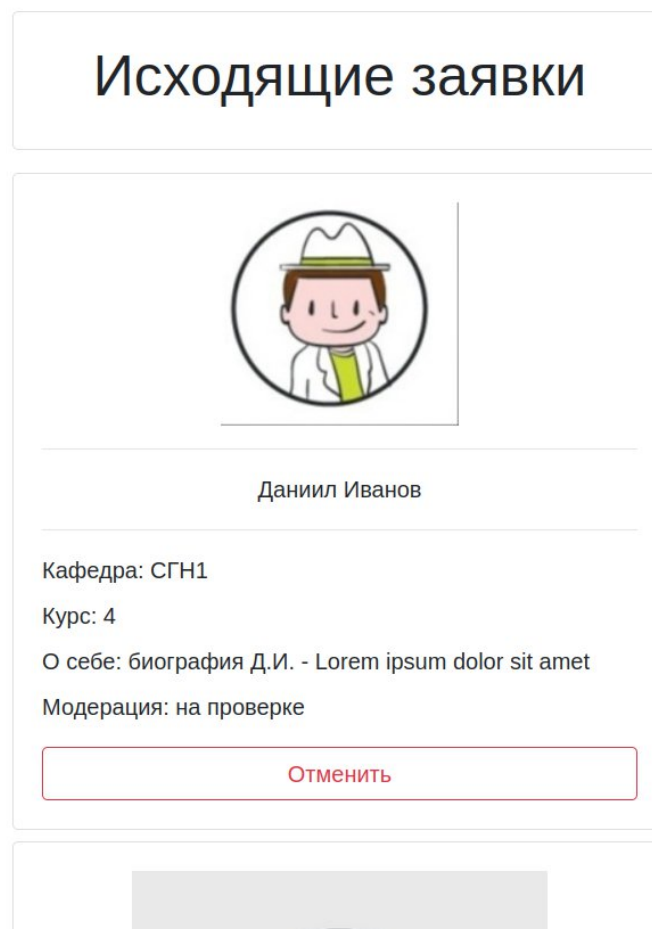 Исходящие заявки
Даниил Иванов
Кафедра: СГН1
Курс: 4
О себе: биография Д.И. - Lorem ipsum dolor sit amet
Модерация: на проверке
Отменить